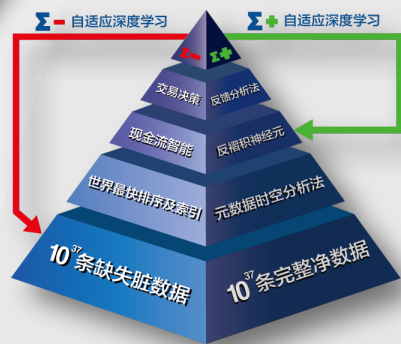 Σ- 自适应深度学习
Σ+ 自适应深度学习
Σ- Σ+
交易决策 反馈分析法
现金流智能 反褶积神经元
世界最快排序及索引 元数据时空分析法
10³⁷条缺失脏数据 10³⁷条完整净数据